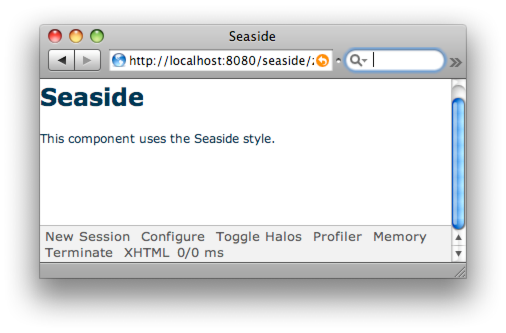 Seaside
http://localhost:8080/seaside/
Seaside
This component uses the Seaside style.
New Session Configure Toggle Halos Profiler Memory
Terminate XHTML 0/0 ms